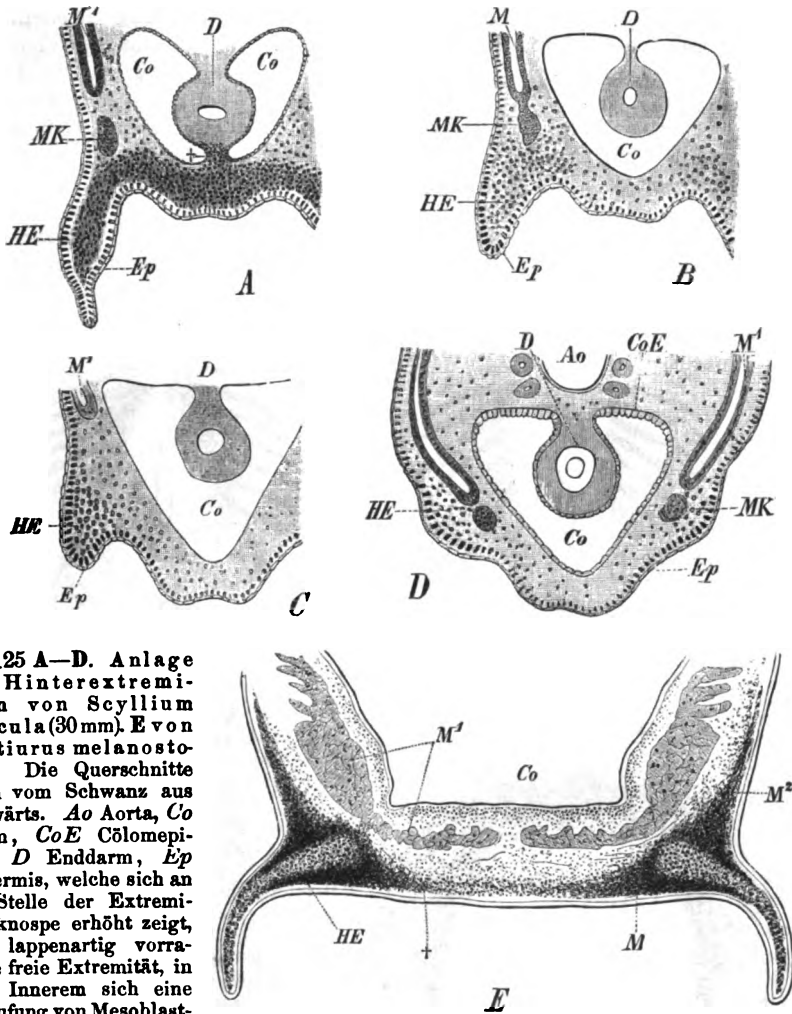 M¹ D
Co Co
MK
†
HE
Ep
A
M D
MK
Co
HE
Ep
B
M¹ D
Co
HE
Ep
C
D Ao CoE M¹
HE MK
Co
Ep
D
25 A—D. Anlage
Hinterextremi-
von Scyllium
cula (30 mm). E von
tiurus melanosto-
Die Querschnitte
vom Schwanz aus
wärts. Ao Aorta, Co
CoE Cölomepi-
D Enddarm, Ep
ermis, welche sich an
Stelle der Extremi-
knospe erhöht zeigt,
lappenartig vorra-
freie Extremität, in
Innerem sich eine
ufung von Mesoblast-
M¹
Co
M²
HE † M
E